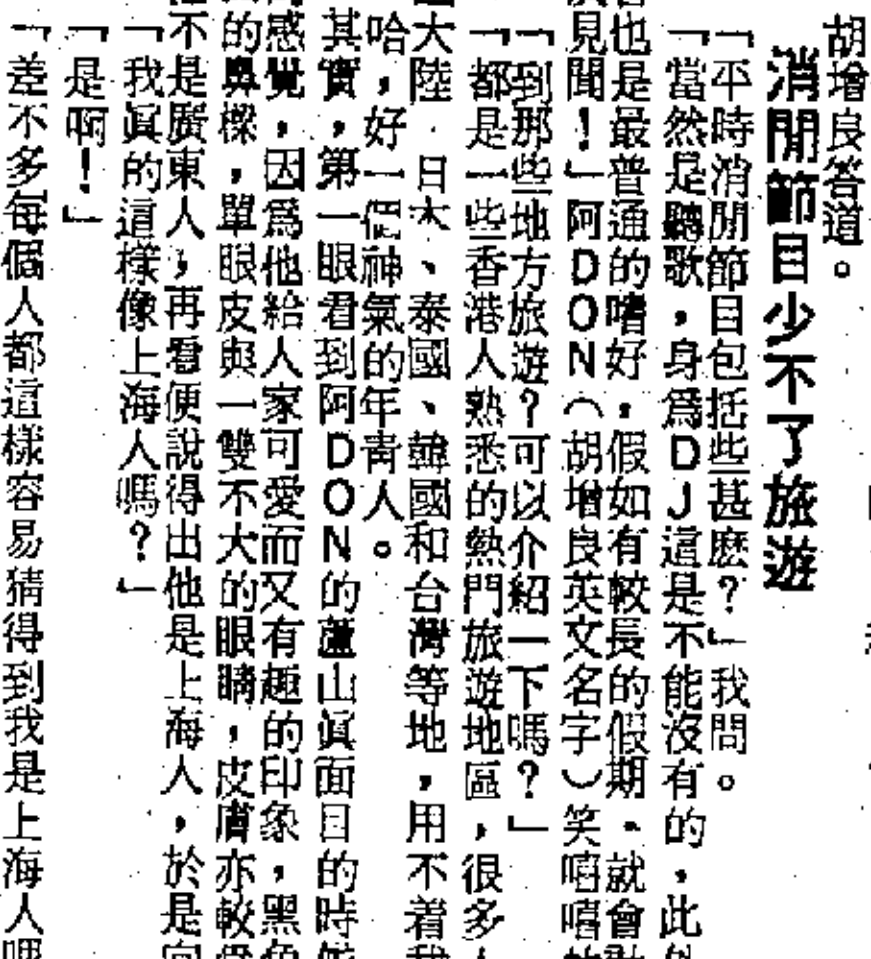 胡增良答道。
消閒節目少不了旅遊
「平時消閒節目包括些甚麽？」我問。
「當然是聽歌，身爲DJ這是不能沒有的，此
也是最普通的嗜好，假如有較長的假期，就會
見聞！」阿DON（胡增良英文名字）笑嘻嘻
「到那些地方旅遊？可以介紹一下嗎？」
「都是一些香港人熟悉的熱門旅遊地區，很多
大陸、日本、泰國、韓國和台灣等地，用不着
哈，好一個神氣的年靑人。
其實，第一眼看到阿DON的蘆山眞面目的時
感覺，因爲他給人家可愛而又有趣的印象，黑
的鼻樑，單眼皮與一雙不大的眼睛，皮膚亦較
不是廣東人，再看便說得出他是上海人，於是
「我眞的這樣像上海人嗎？」
「是啊！」
「差不多每個人都這樣容易猜得到我是上海人